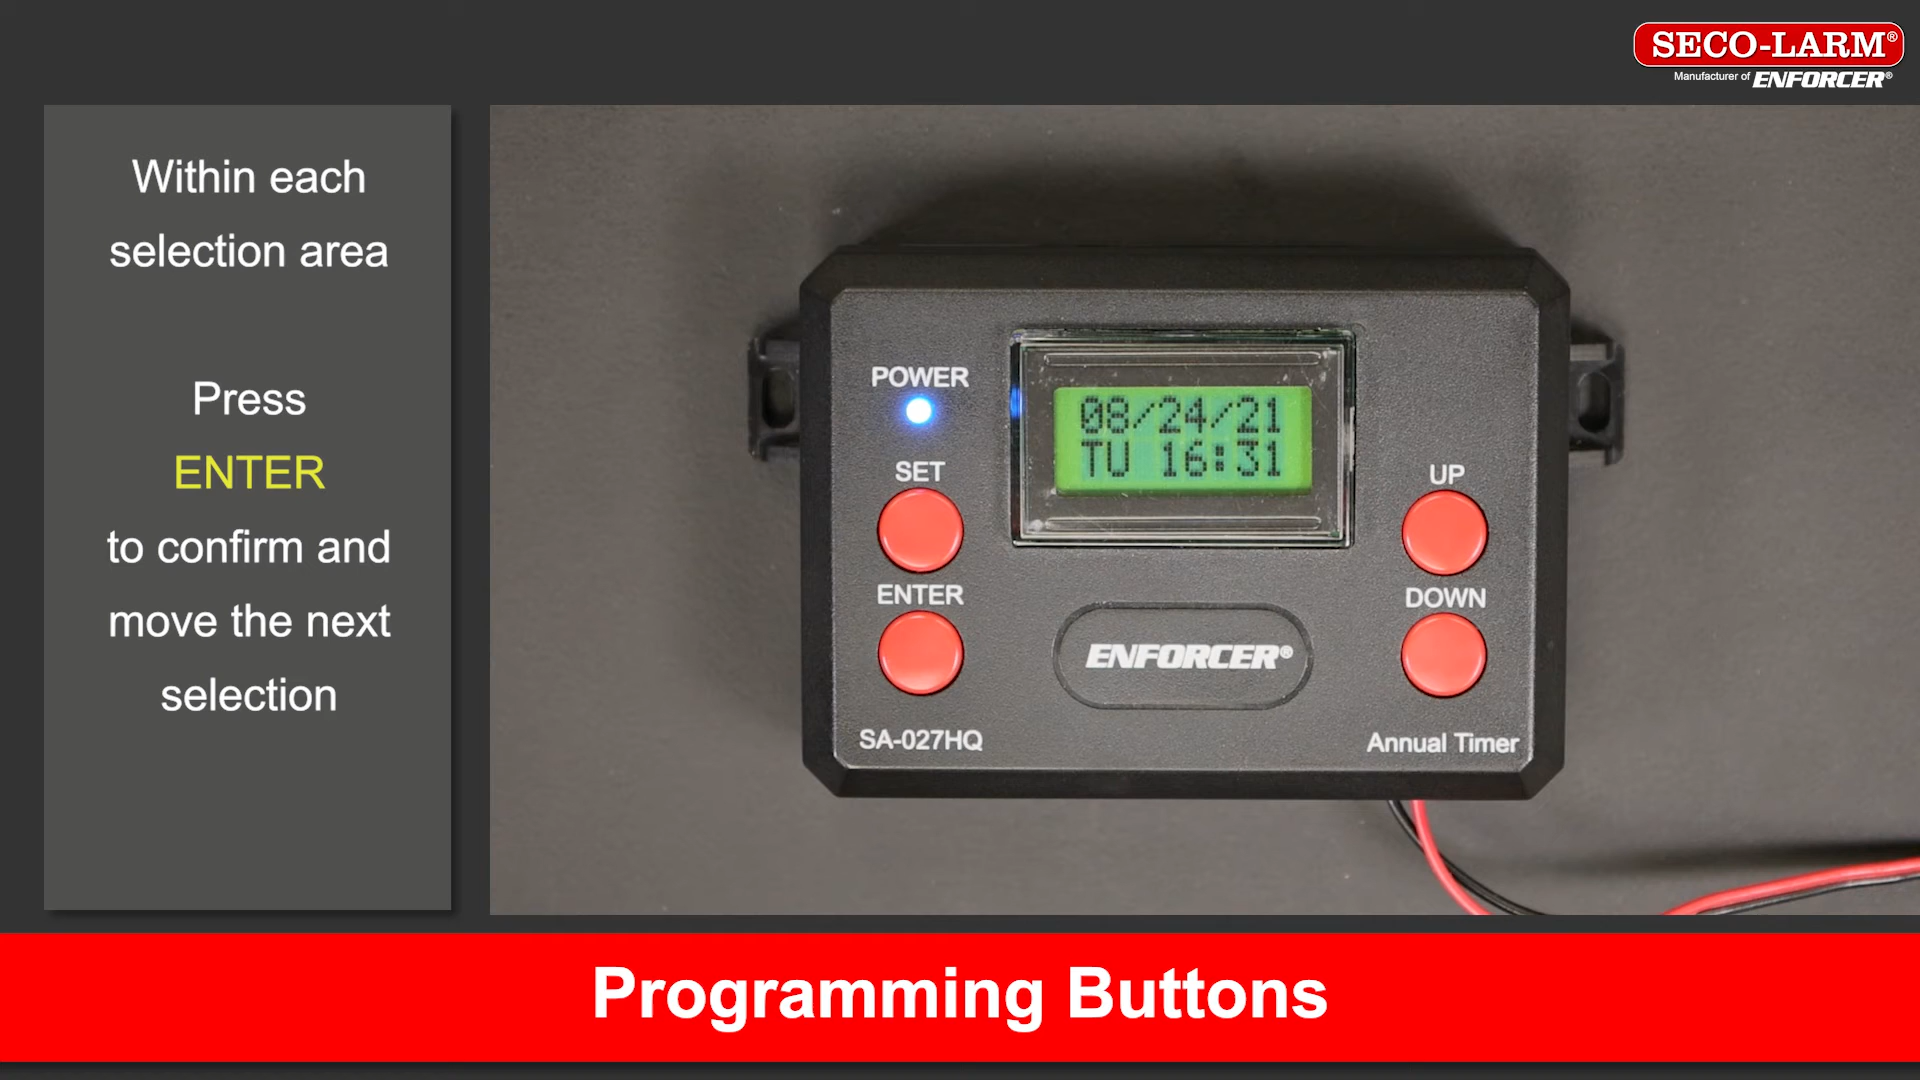 SECO-LARM®
Manufacturer of ENFORCER®
Within each
selection area
Press
ENTER
to confirm and
move the next
selection
POWER
08/24/21
TU 16:31
SET
UP
ENTER
DOWN
ENFORCER®
SA-027HQ
Annual Timer
Programming Buttons